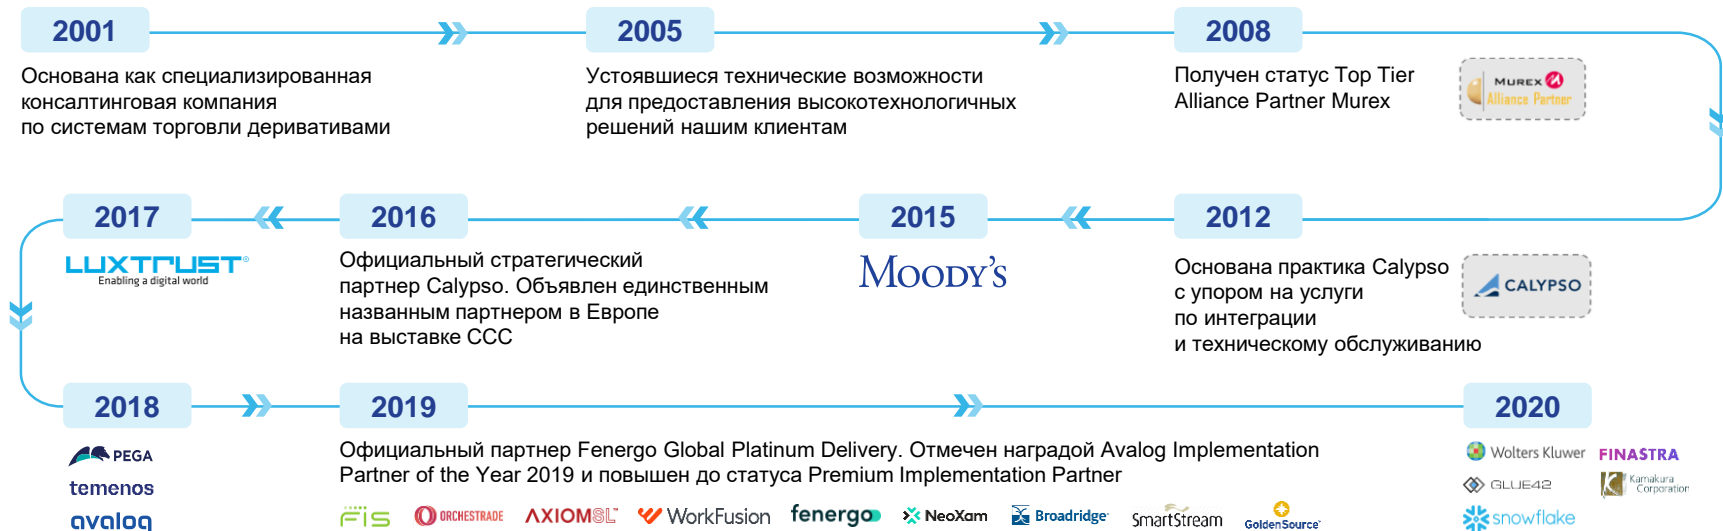 2001
2005
2008
Основана как специализированная
консалтинговая компания
по системам торговли деривативами
Устоявшиеся технические возможности
для предоставления высокотехнологичных
решений нашим клиентам
Получен статус Top Tier
Alliance Partner Murex
MUREX
Alliance Partner
2017
2016
2015
2012
LUXTRUST®
Enabling a digital world
Официальный стратегический
партнер Calypso. Объявлен единственным
названным партнером в Европе
на выставке ССС
MOODY'S
Основана практика Calypso
с упором на услуги
по интеграции
и техническому обслуживанию
CALYPSO
2018
2019
2020
PEGA
temenos
avaloq
Официальный партнер Fenergo Global Platinum Delivery. Отмечен наградой Avalog Implementation
Partner of the Year 2019 и повышен до статуса Premium Implementation Partner
FIS ORCHESTRADE AXIOMSL™ WorkFusion fenergo NeoXam Broadridge SmartStream GoldenSource
Wolters Kluwer FINASTRA
GLUE42 Kamakura
Corporation
snowflake